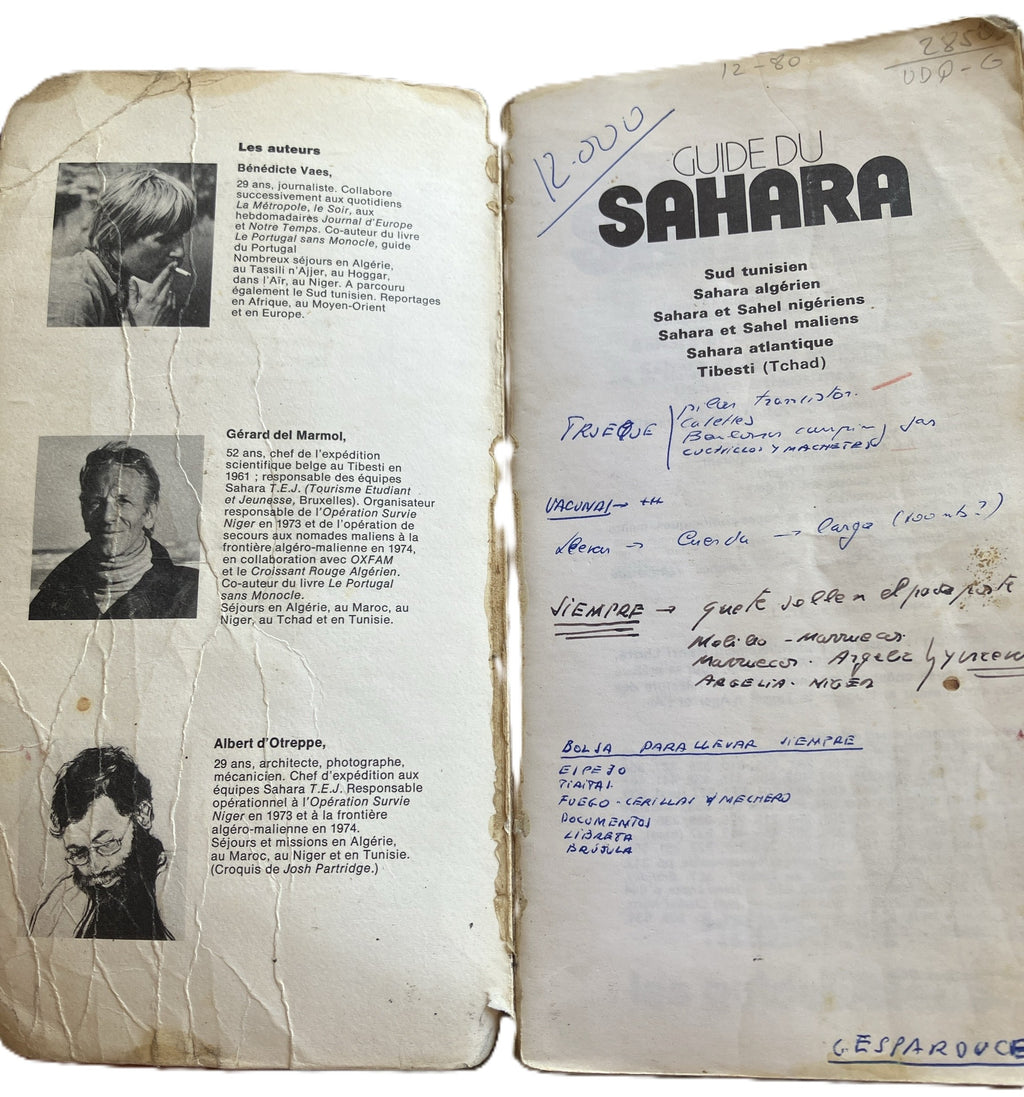 Les auteurs
Bénédicte Vaes,
29 ans, journaliste. Collabore
successivement aux quotidiens
La Métropole, le Soir, aux
hebdomadaires Journal d'Europe
et Notre Temps. Co-auteur du livre
Le Portugal sans Monocle, guide
du Portugal
Nombreux séjours en Algérie,
au Tassili n'Ajjer, au Hoggar,
dans l'Aïr, au Niger. A parcouru
également le Sud tunisien. Reportages
en Afrique, au Moyen-Orient
et en Europe.
Gérard del Marmol,
52 ans, chef de l'expédition
scientifique belge au Tibesti en
1961 ; responsable des équipes
Sahara T.E.J. (Tourisme Etudiant
et Jeunesse, Bruxelles). Organisateur
responsable de l'Opération Survie
Niger en 1973 et de l'opération de
secours aux nomades maliens à la
frontière algéro-malienne en 1974,
en collaboration avec OXFAM
et le Croissant Rouge Algérien.
Co-auteur du livre Le Portugal
sans Monocle.
Séjours en Algérie, au Maroc, au
Niger, au Tchad et en Tunisie.
Albert d'Otreppe,
29 ans, architecte, photographe,
mécanicien. Chef d'expédition aux
équipes Sahara T.E.J. Responsable
opérationnel à l'Opération Survie
Niger en 1973 et à la frontière
algéro-malienne en 1974.
Séjours et missions en Algérie,
au Maroc, au Niger et en Tunisie.
(Croquis de Josh Partridge.)
12-80
12.000
GUIDE DU
SAHARA
Sud tunisien
Sahara algérien
Sahara et Sahel nigériens
Sahara et Sahel maliens
Sahara atlantique
Tibesti (Tchad)
TRUEQUE
pilas transistor
CUCHILLOS Y MACHETES
VACUNAS →
Llevar → Cuerda → larga
SIEMPRE → que te sellen el pasaporte
Melilla - Marruecos
Marruecos - Argelia
ARGELIA - NIGER
BOLSA PARA LLEVAR SIEMPRE
ESPEJO
TIRITAS
FUEGO - CERILLAS Y MECHERO
DOCUMENTOS
LIBRETA
BRÚJULA
GESPAROUCE